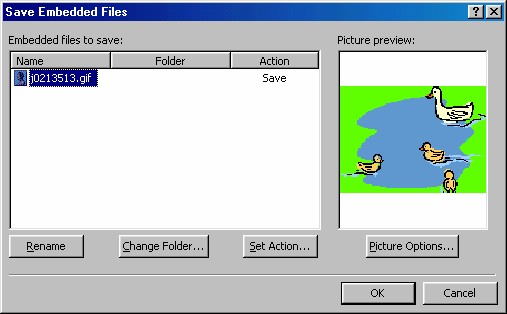 Save Embedded Files
Embedded files to save:
Picture preview:
Name Folder Action
j0213513.gif Save
Rename Change Folder... Set Action... Picture Options...
OK Cancel